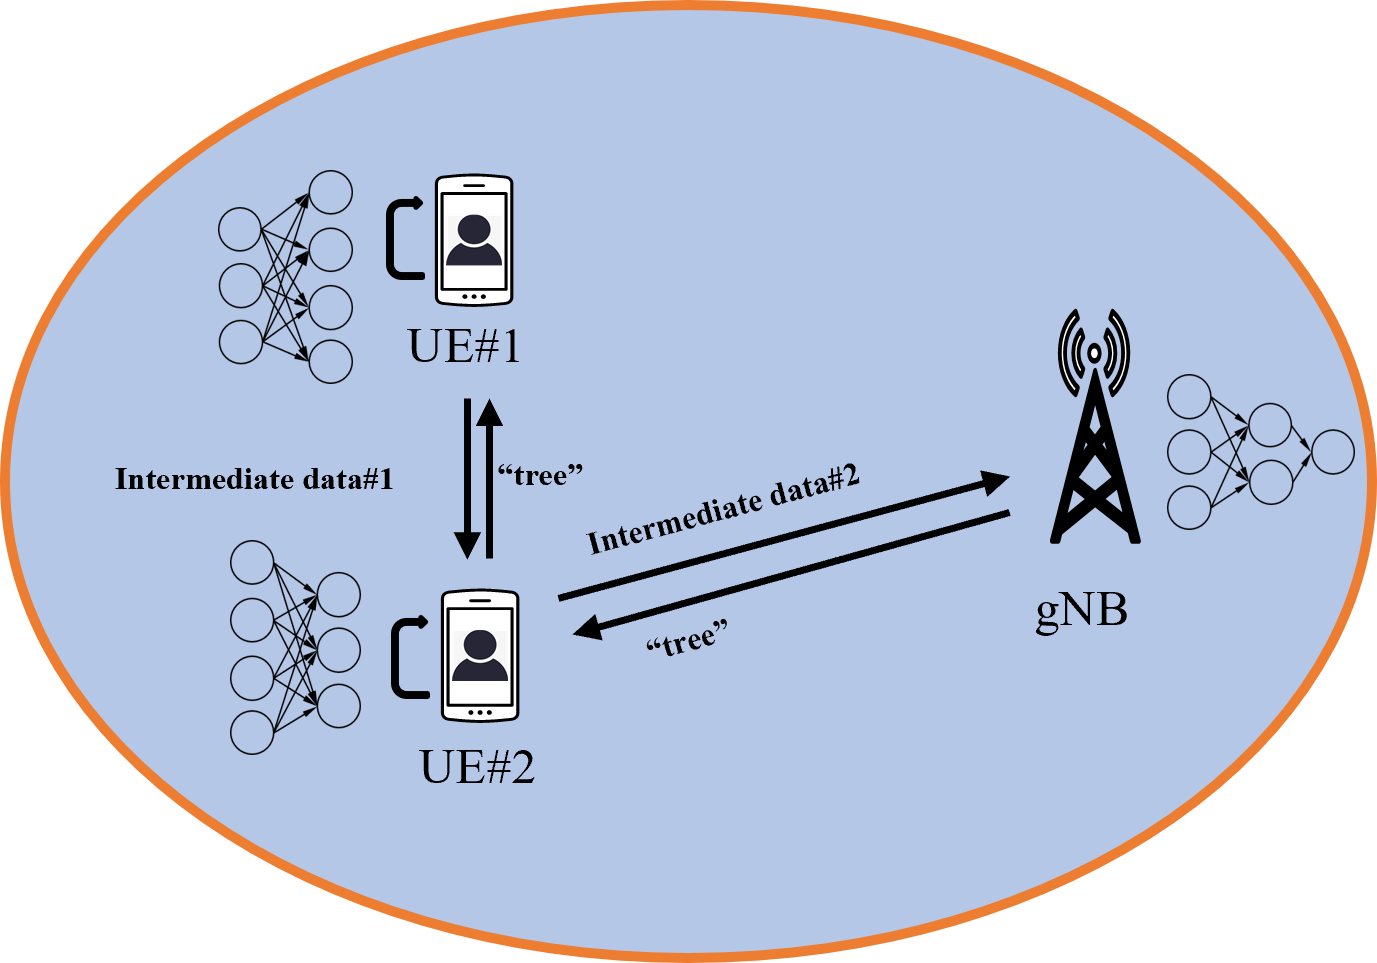 UE#1
Intermediate data#1
“tree”
Intermediate data#2
“tree”
gNB
UE#2